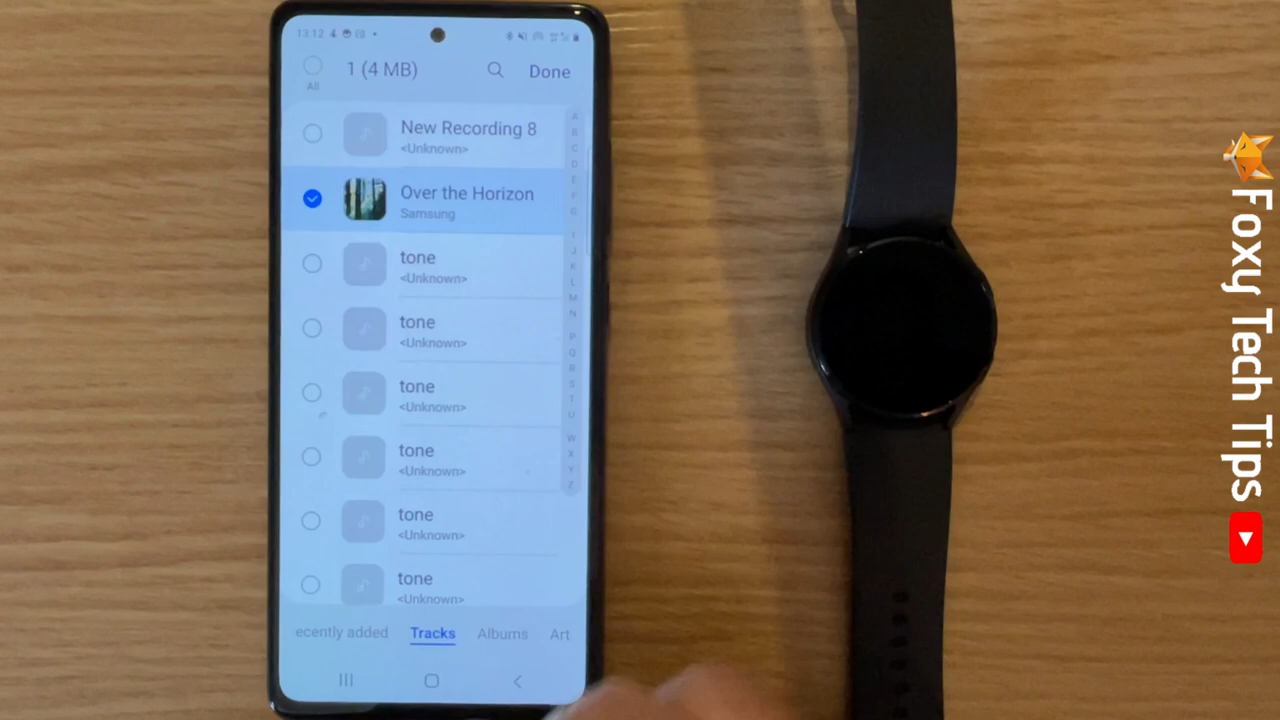 13:12
All
1 (4 MB)
Done
New Recording 8
<Unknown>
Over the Horizon
Samsung
tone
<Unknown>
tone
<Unknown>
tone
<Unknown>
tone
<Unknown>
tone
<Unknown>
tone
<Unknown>
A
B
C
D
E
F
G
I
J
K
L
M
N
P
Q
R
S
T
U
W
X
Y
Z
ecently added
Tracks
Albums
Art
Foxy Tech Tips